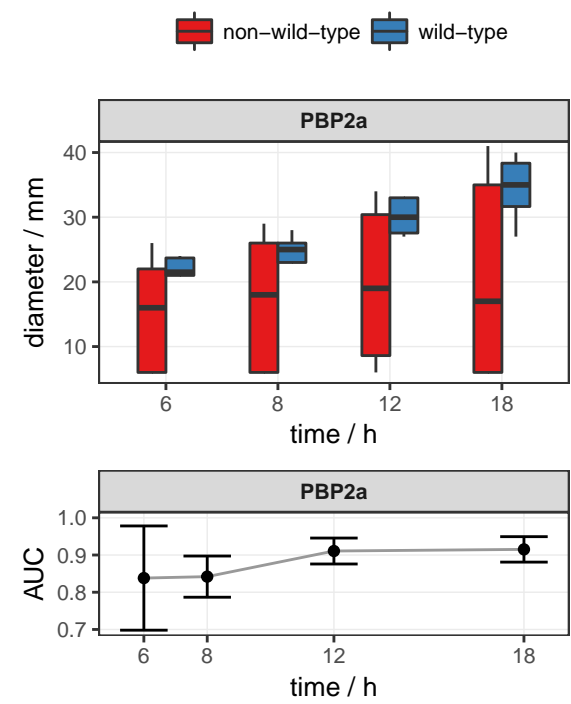 non−wild−type wild−type
PBP2a
40
30
20
10
diameter / mm
6 8 12 18
time / h
PBP2a
1.0
0.9
0.8
0.7
AUC
6 8 12 18
time / h